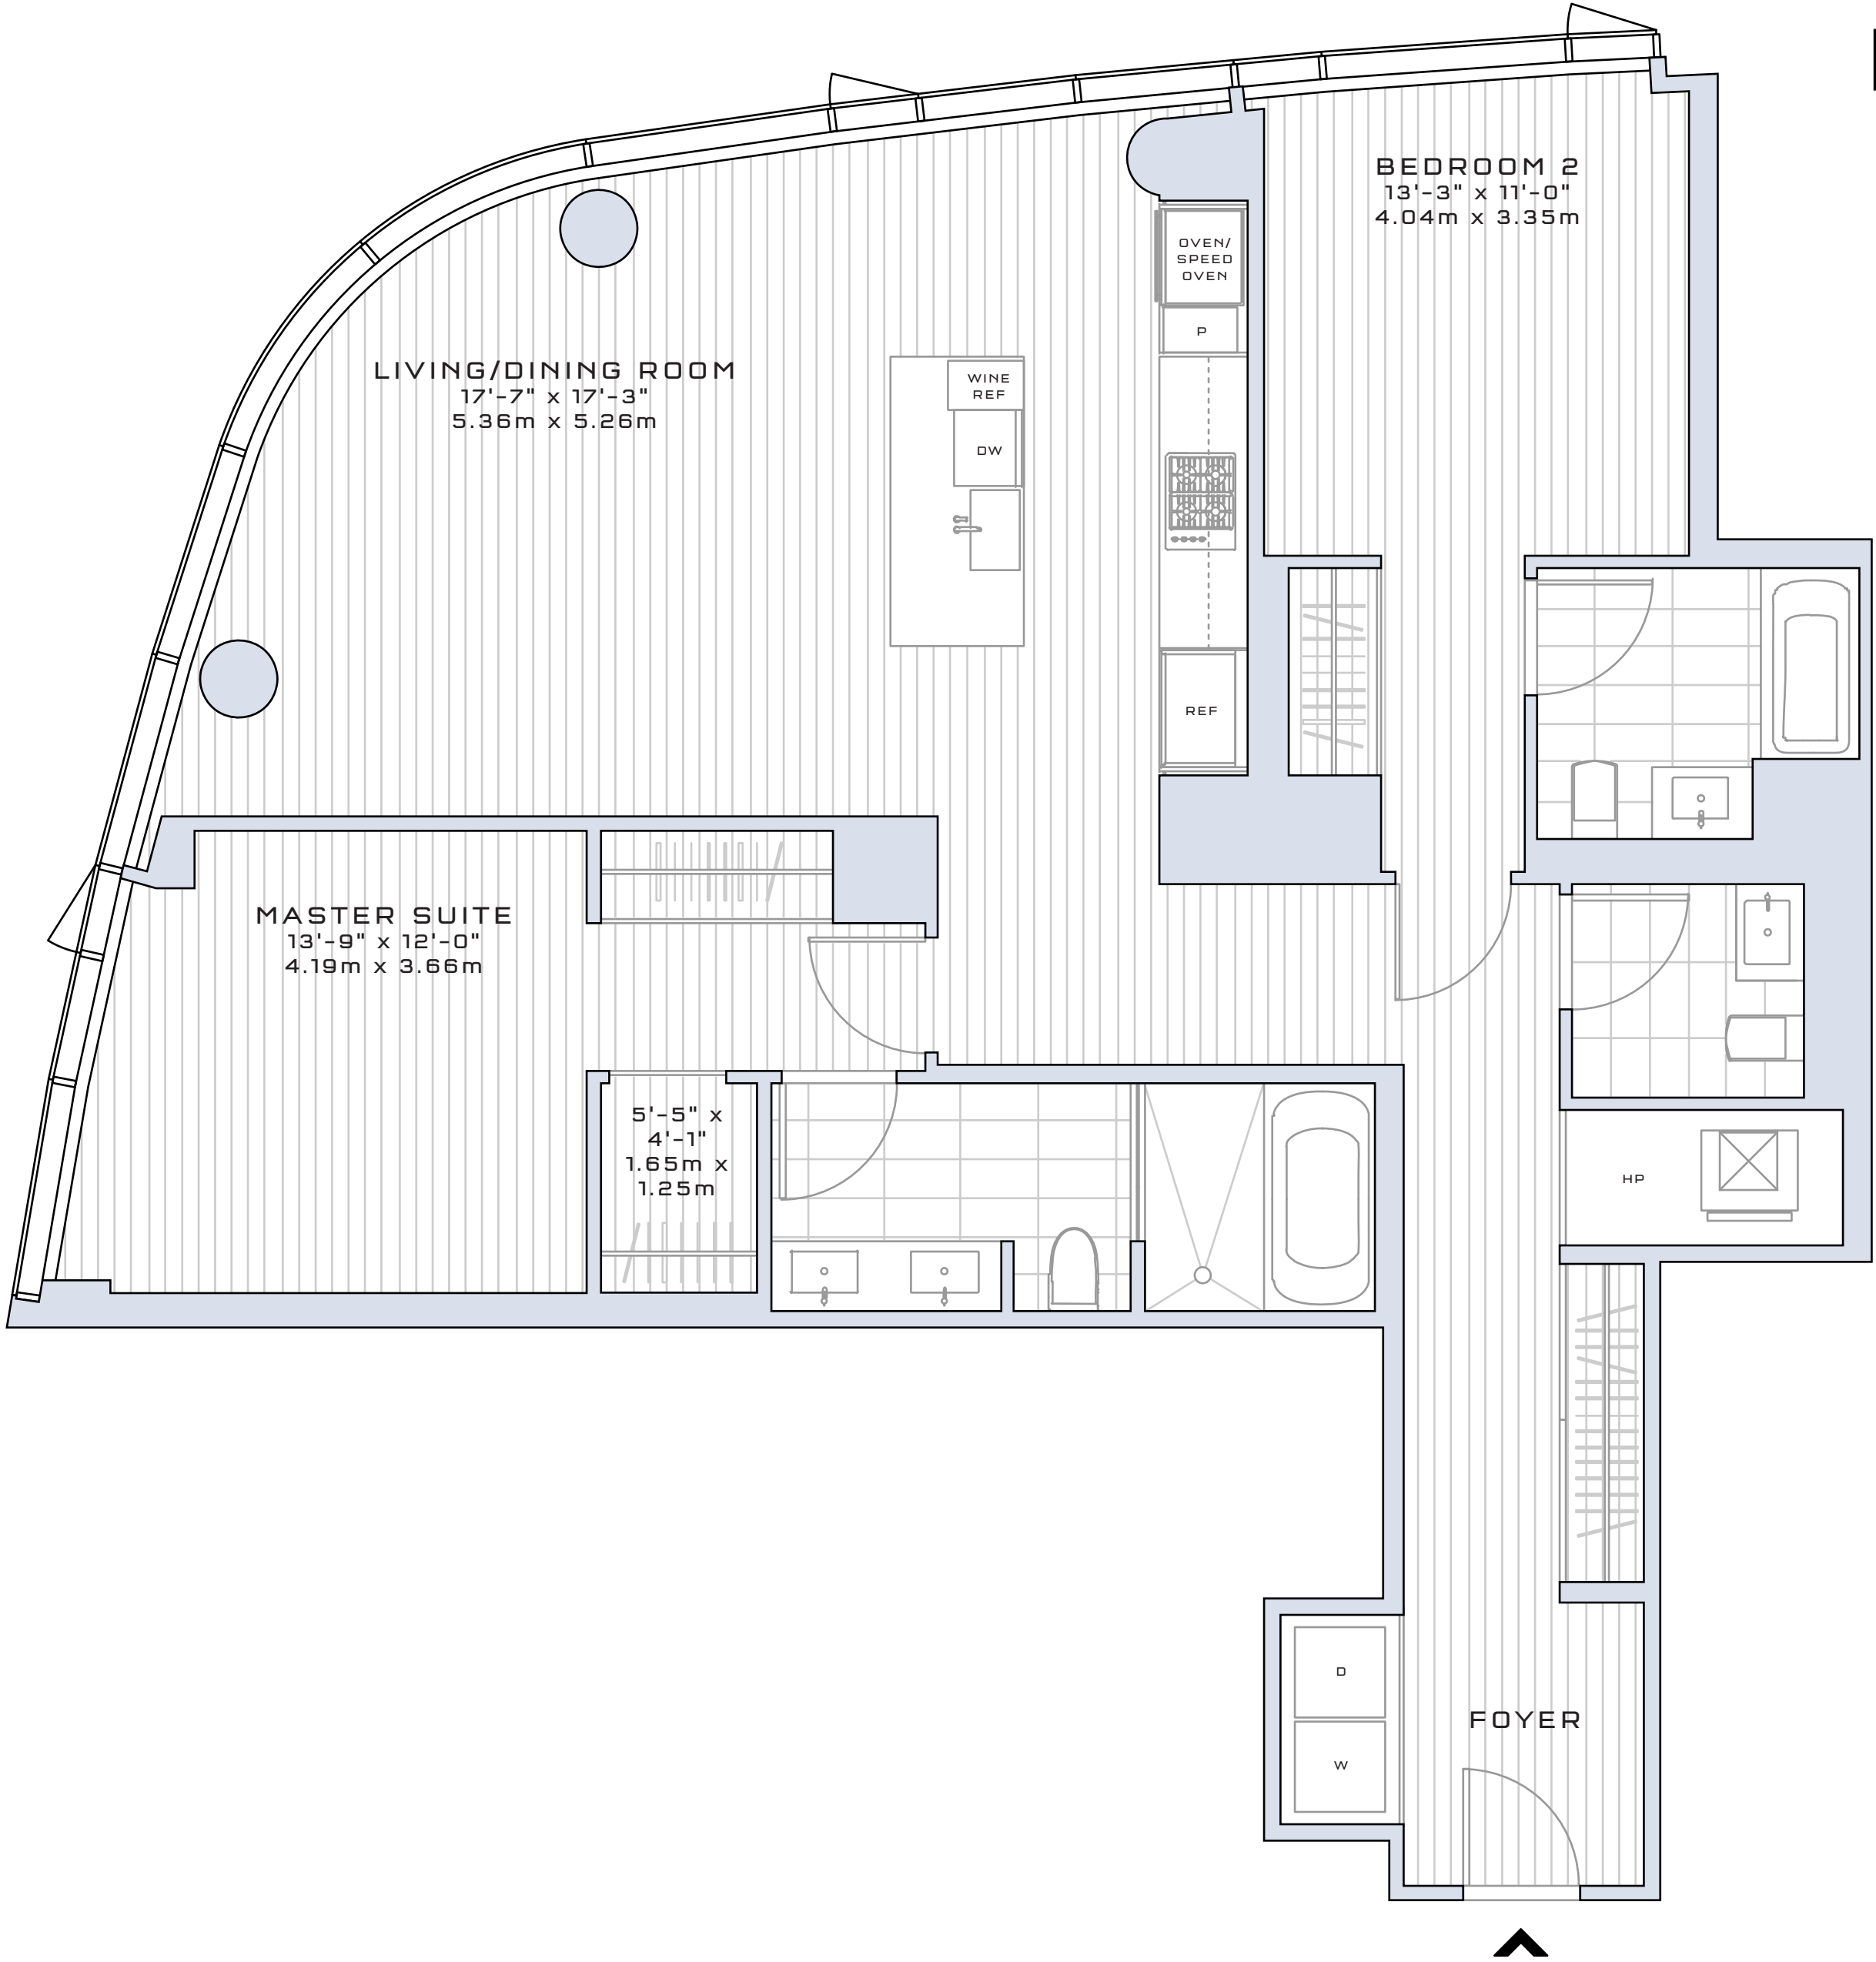 BEDROOM 2
13'-3" x 11'-0"
4.04m x 3.35m
OVEN/
SPEED
OVEN
P
LIVING/DINING ROOM
17'-7" x 17'-3"
5.36m x 5.26m
WINE
REF
DW
REF
MASTER SUITE
13'-9" x 12'-0"
4.19m x 3.66m
5'-5" x
4'-1"
1.65m x
1.25m
HP
D
W
FOYER